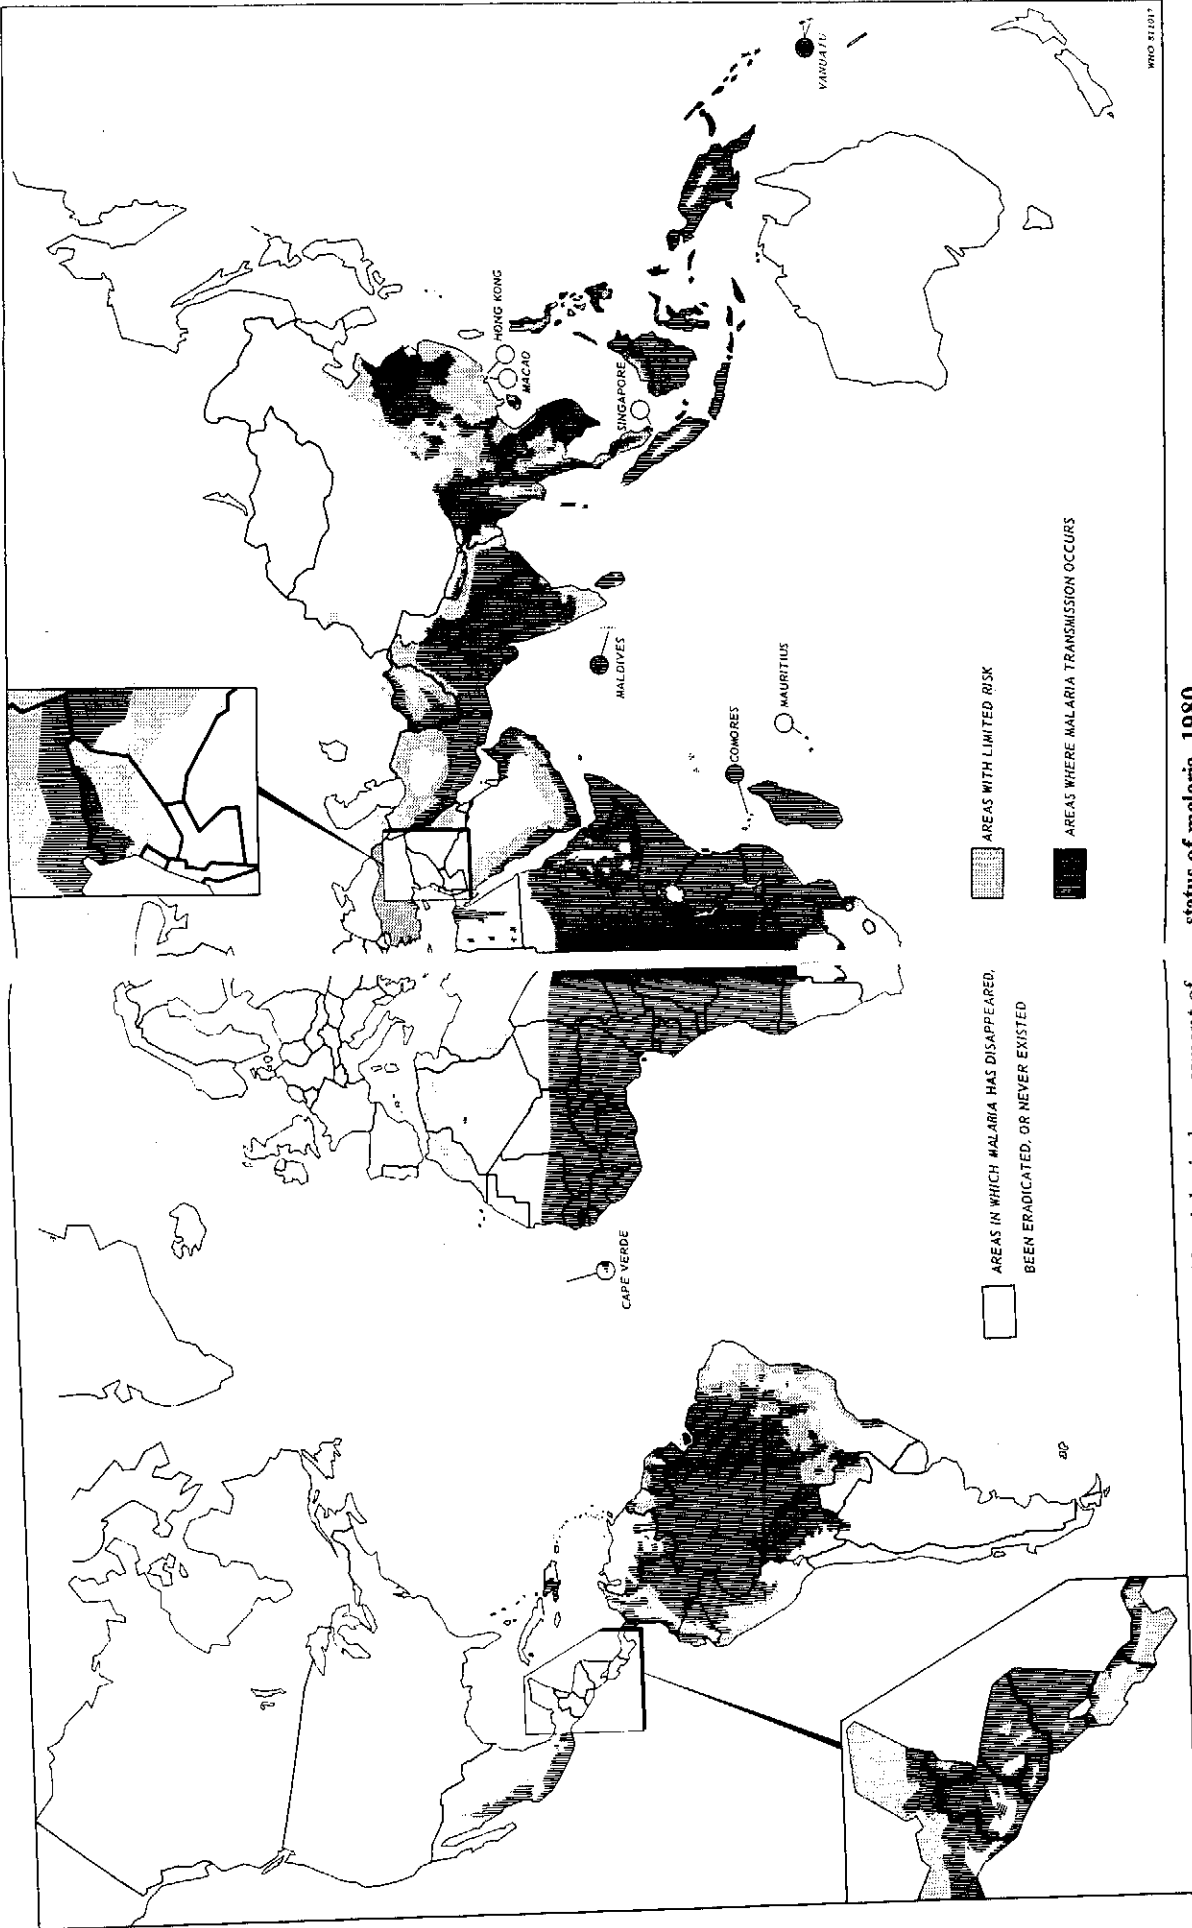 WHO 811017
VANUATU
HONG KONG
MACAO
SINGAPORE
MALDIVES
MAURITIUS
COMORES
CAPE VERDE
AREAS WITH LIMITED RISK
AREAS WHERE MALARIA TRANSMISSION OCCURS
AREAS IN WHICH MALARIA HAS DISAPPEARED,
BEEN ERADICATED, OR NEVER EXISTED
status of malaria, 1980